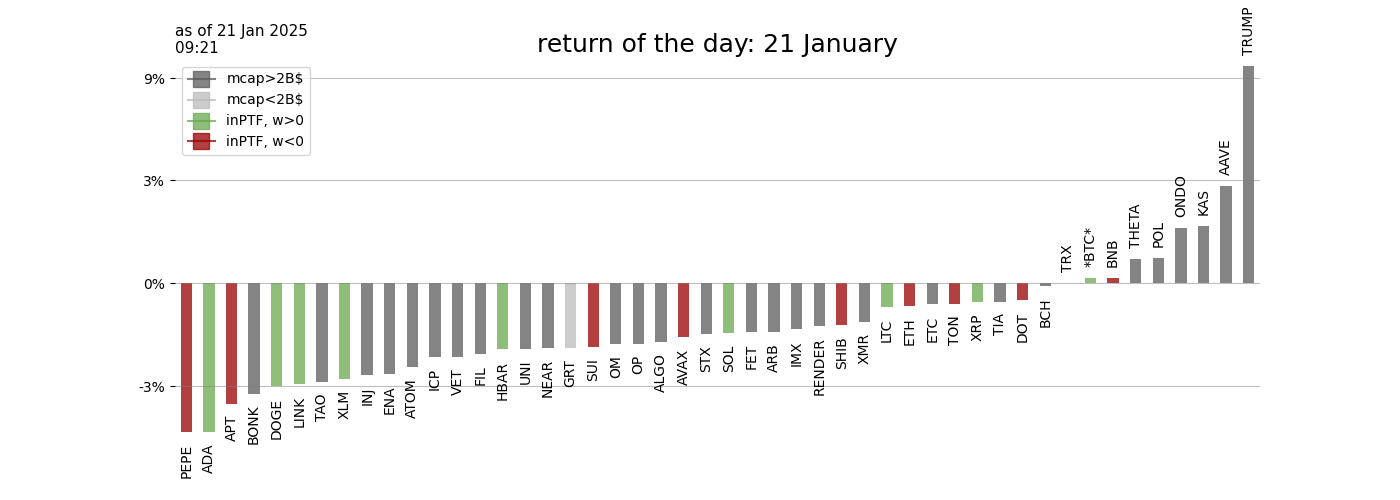 as of 21 Jan 2025
09:21
return of the day: 21 January
mcap>2B$
mcap<2B$
inPTF, w>0
inPTF, w<0
9%
3%
0%
-3%
PEPE
ADA
APT
BONK
DOGE
LINK
TAO
XLM
INJ
ENA
ATOM
ICP
VET
FIL
HBAR
UNI
NEAR
GRT
SUI
OM
OP
ALGO
AVAX
STX
SOL
FET
ARB
IMX
RENDER
SHIB
XMR
LTC
ETH
ETC
TON
XRP
TIA
DOT
BCH
TRX
*BTC*
BNB
THETA
POL
ONDO
KAS
AAVE
TRUMP